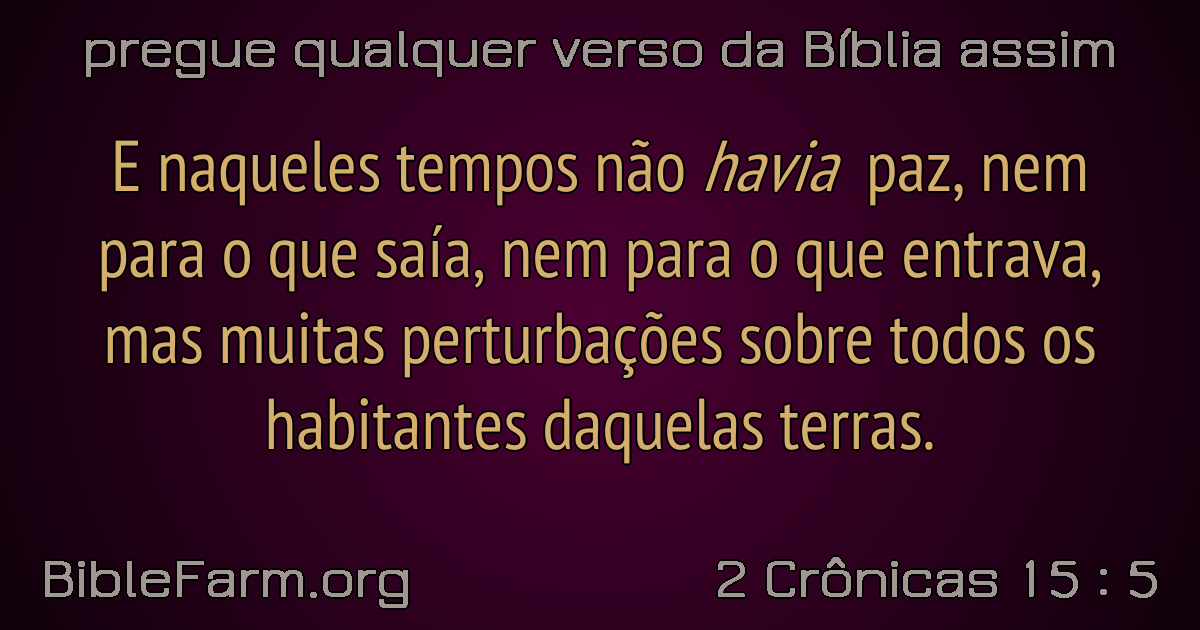 pregue qualquer verso da Bíblia assim
E naqueles tempos não havia paz, nem
para o que saía, nem para o que entrava,
mas muitas perturbações sobre todos os
habitantes daquelas terras.
BibleFarm.org
2 Crônicas 15 : 5